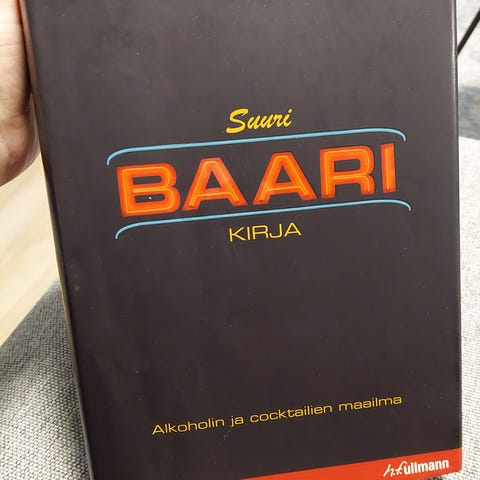 Suuri
BAARI
KIRJA
Alkoholin ja cocktailien maailma
h.f.ullmann